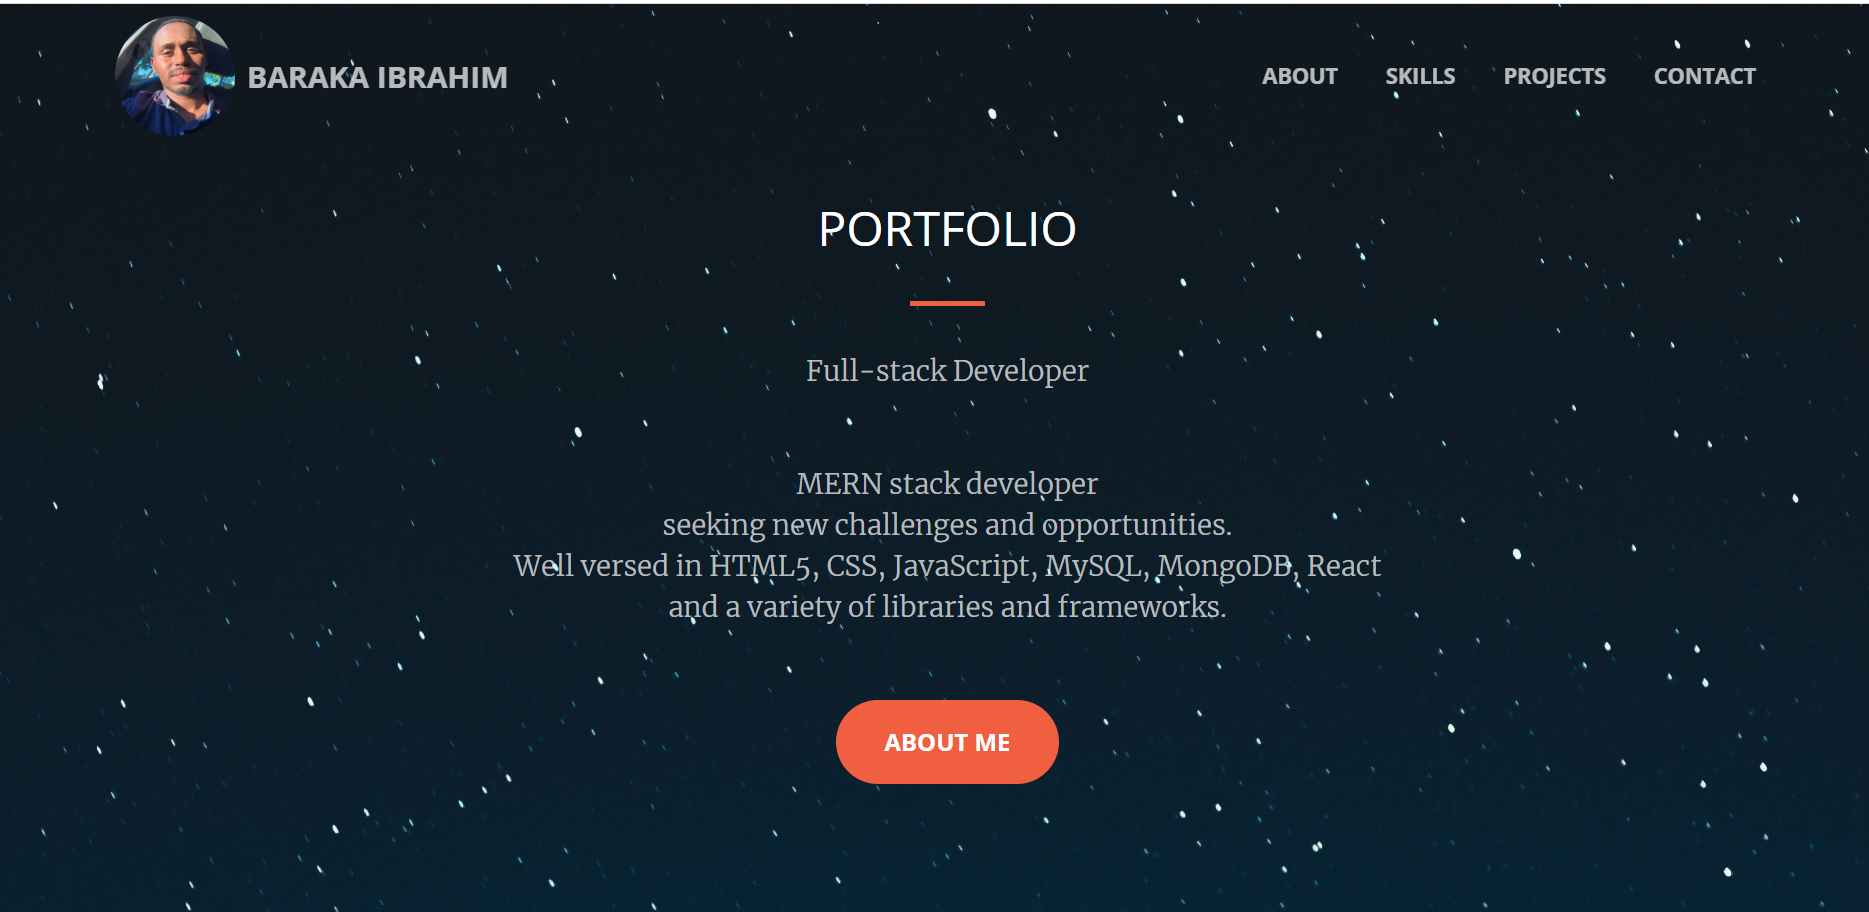 BARAKA IBRAHIM
ABOUT SKILLS PROJECTS CONTACT
PORTFOLIO
Full-stack Developer
MERN stack developer
seeking new challenges and opportunities.
Well versed in HTML5, CSS, JavaScript, MySQL, MongoDB, React
and a variety of libraries and frameworks.
ABOUT ME